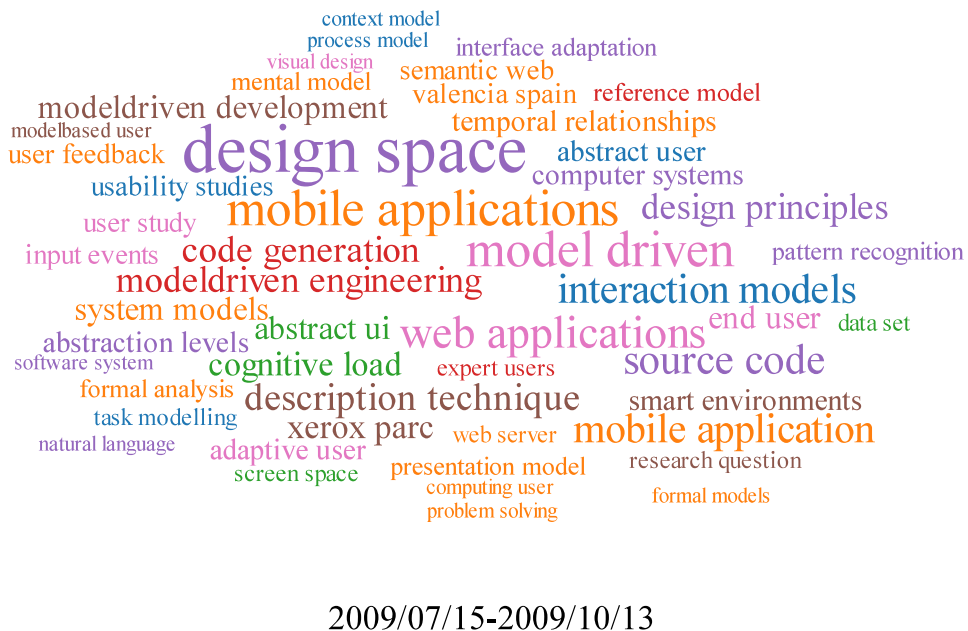 context model
process model
interface adaptation
visual design
semantic web
mental model
valencia spain
reference model
modeldriven development
temporal relationships
modelbased user
design space
abstract user
user feedback
computer systems
usability studies
mobile applications
design principles
user study
code generation
model driven
pattern recognition
input events
modeldriven engineering
interaction models
system models
abstract ui
web applications
end user
data set
abstraction levels
software system
cognitive load
expert users
source code
formal analysis
description technique
smart environments
task modelling
xerox parc
web server
mobile application
natural language
adaptive user
research question
screen space
presentation model
computing user
formal models
problem solving
2009/07/15-2009/10/13